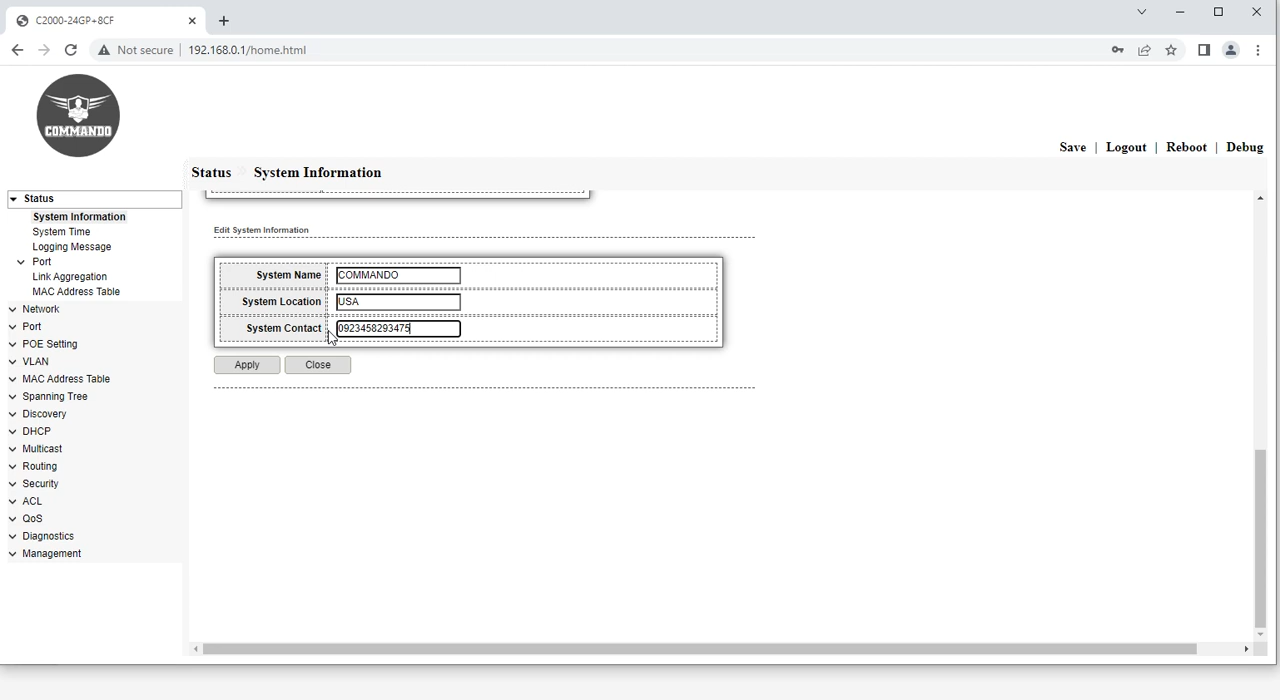 C2000-24GP+8CF
Not secure | 192.168.0.1/home.html
COMMANDO
Save | Logout | Reboot | Debug
Status System Information
Status
System Information
System Time
Logging Message
Port
Link Aggregation
MAC Address Table
Network
Port
POE Setting
VLAN
MAC Address Table
Spanning Tree
Discovery
DHCP
Multicast
Routing
Security
ACL
QoS
Diagnostics
Management
Edit System Information
System Name COMMANDO
System Location USA
System Contact 0923458293475
Apply Close